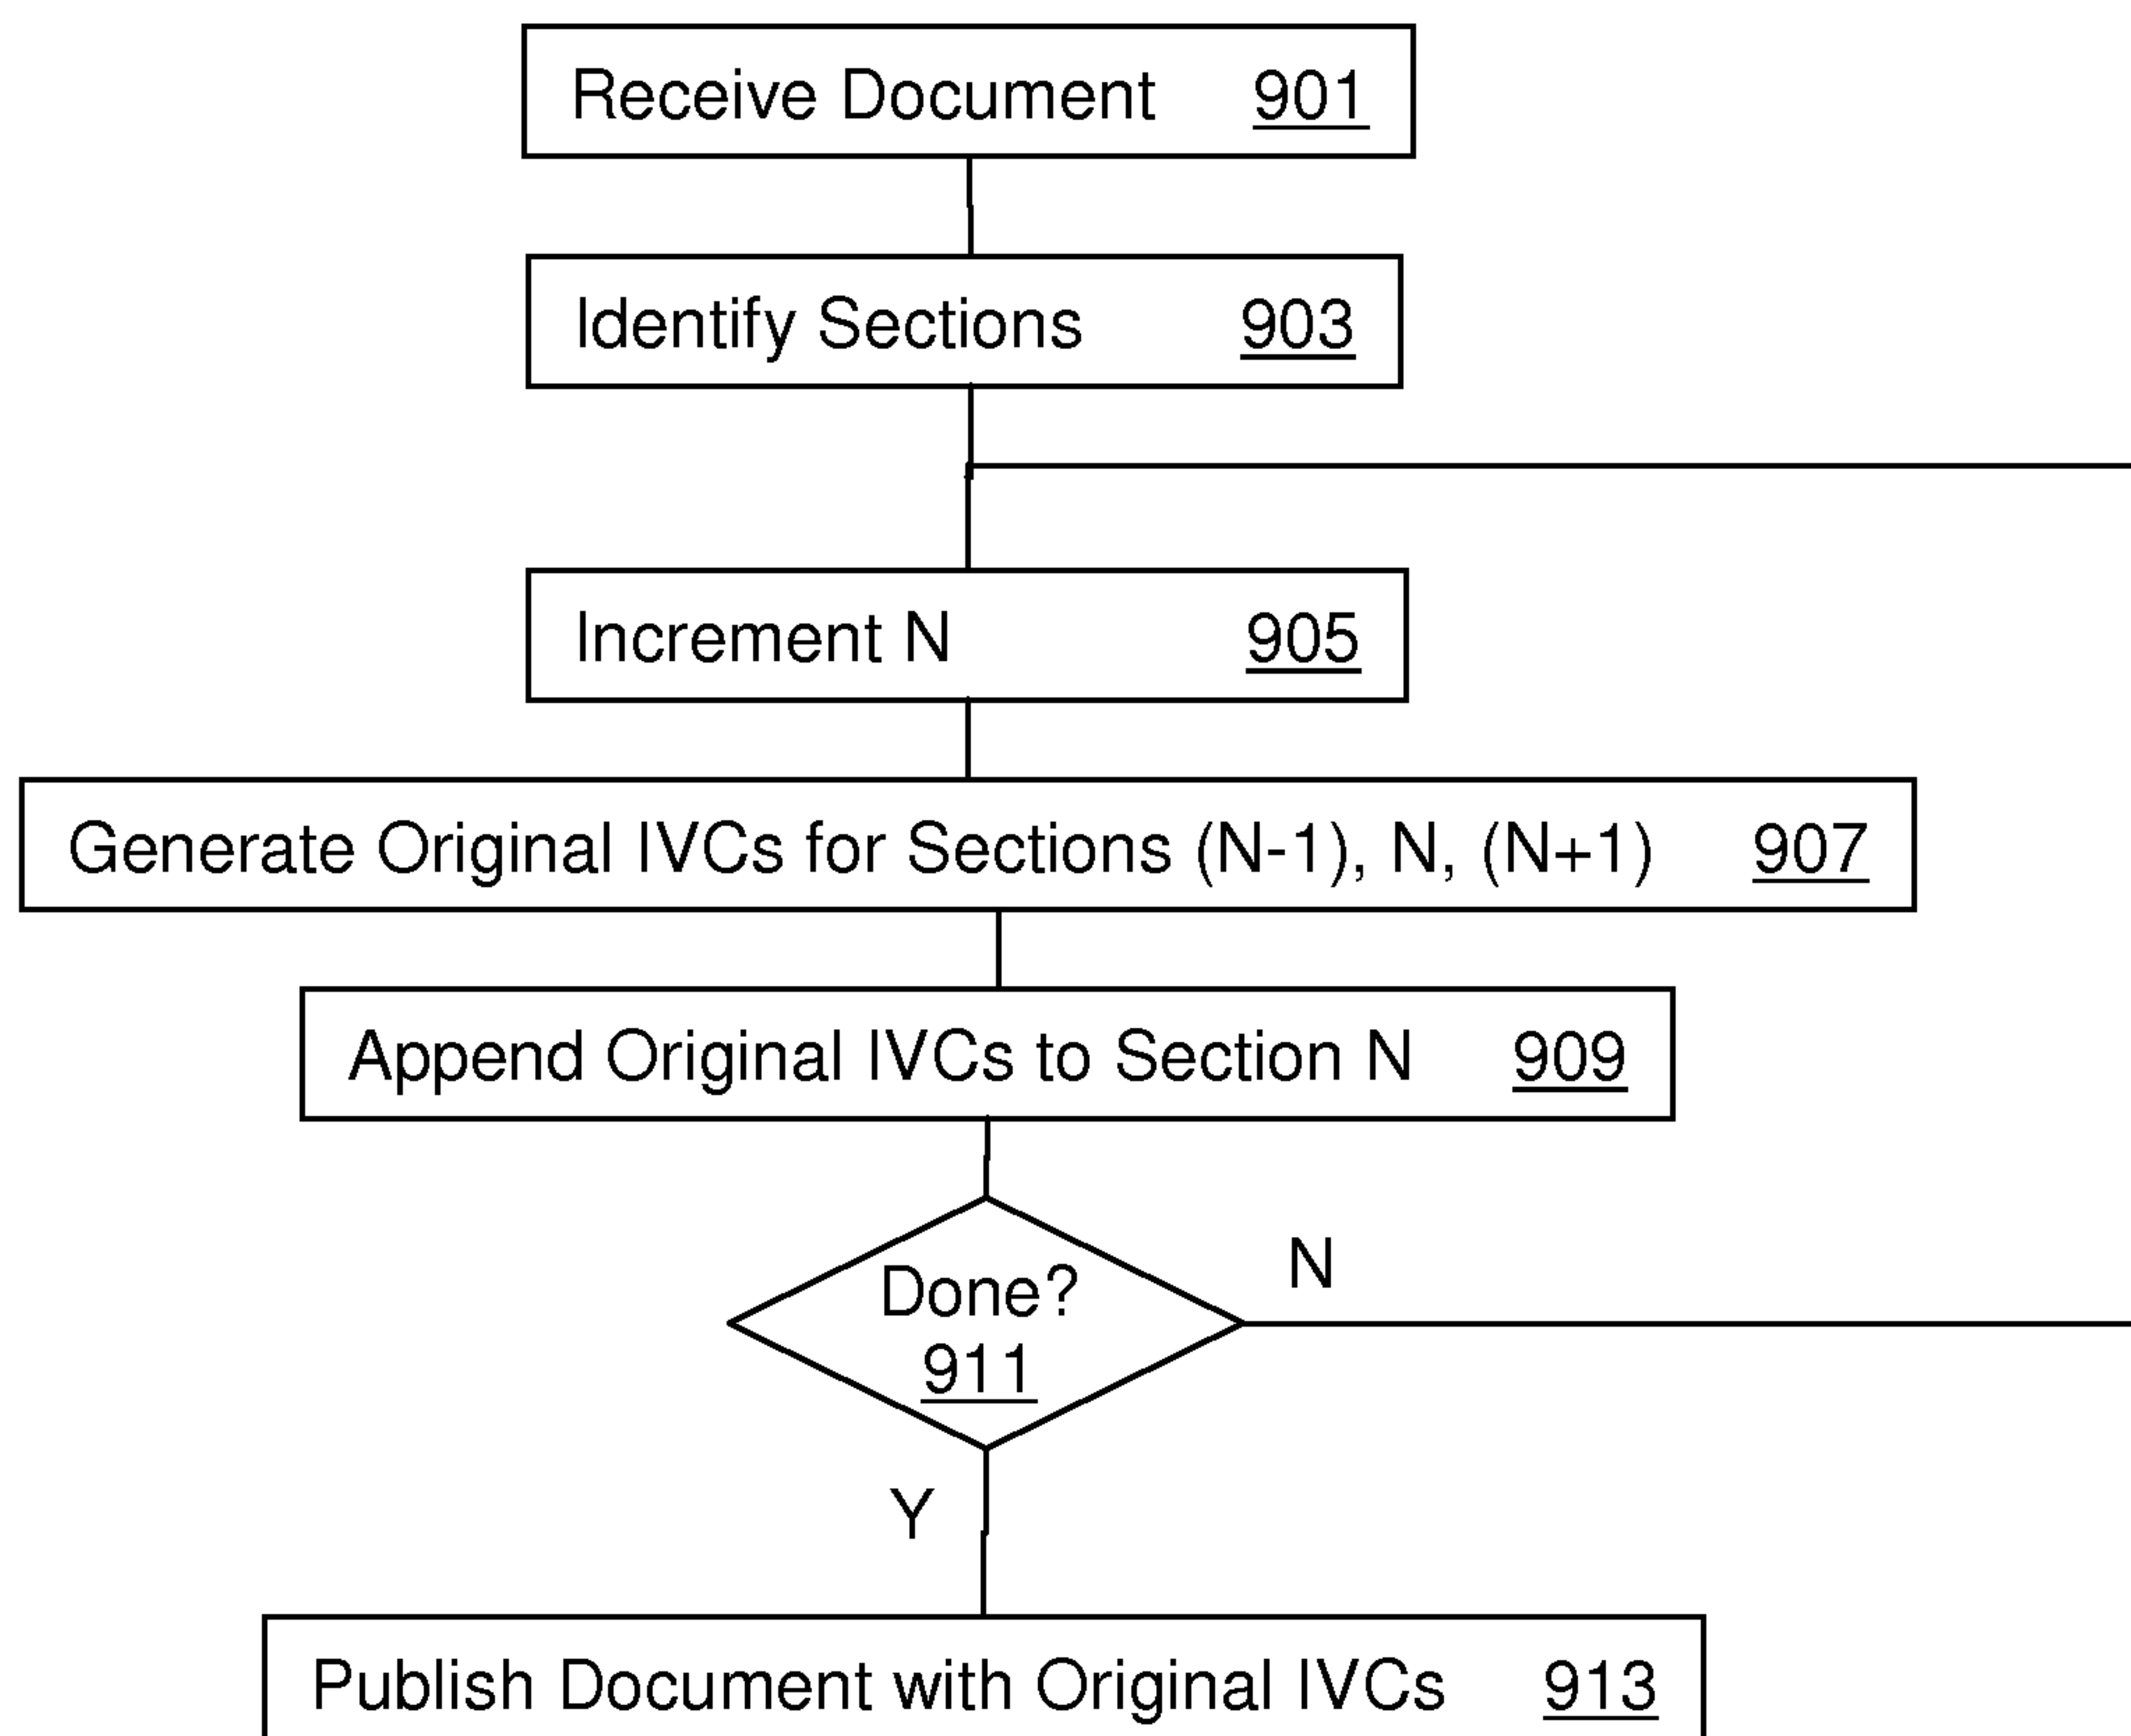 Receive Document 901
Identify Sections 903
Increment N 905
Generate Original IVCs for Sections (N-1), N, (N+1) 907
Append Original IVCs to Section N 909
Done?
911
N
Y
Publish Document with Original IVCs 913